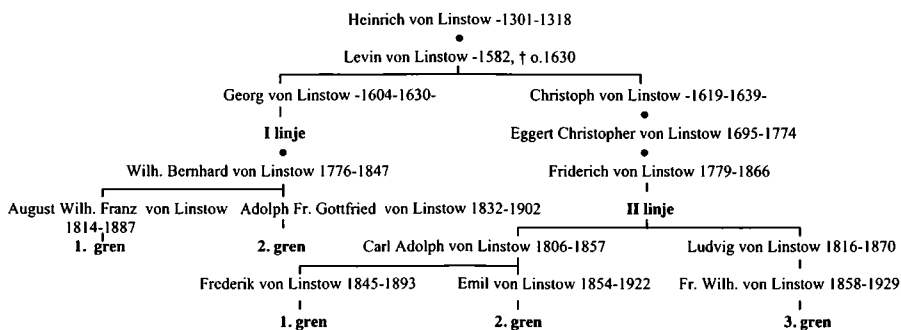 Heinrich von Linstow -1301-1318
Levin von Linstow -1582, † o.1630
Georg von Linstow -1604-1630- Christoph von Linstow -1619-1639-
I linje Eggert Christopher von Linstow 1695-1774
Wilh. Bernhard von Linstow 1776-1847 Friderich von Linstow 1779-1866
August Wilh. Franz von Linstow Adolph Fr. Gottfried von Linstow 1832-1902 II linje
1814-1887
1. gren 2. gren Carl Adolph von Linstow 1806-1857 Ludvig von Linstow 1816-1870
Frederik von Linstow 1845-1893 Emil von Linstow 1854-1922 Fr. Wilh. von Linstow 1858-1929
1. gren 2. gren 3. gren